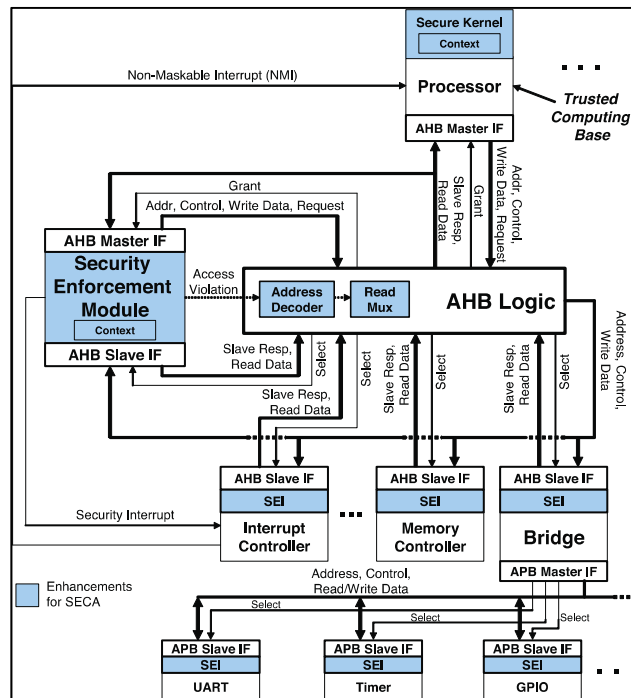 Secure Kernel
Context
Non-Maskable Interrupt (NMI)
Processor
Trusted
Computing
Base
AHB Master IF
Grant
Addr, Control, Write Data, Request
Slave Resp,
Read Data
Grant
Addr, Control,
Write Data, Request
AHB Master IF
Security
Enforcement
Module
Context
AHB Slave IF
Access
Violation
Address
Decoder
Read
Mux
AHB Logic
Slave Resp,
Read Data
Select
Select
Slave Resp,
Read Data
Slave Resp,
Read Data
Select
Slave Resp,
Read Data
Select
Address, Control,
Write Data
AHB Slave IF
SEI
Interrupt
Controller
AHB Slave IF
SEI
Memory
Controller
AHB Slave IF
SEI
Bridge
APB Master IF
Security Interrupt
Enhancements
for SECA
Address, Control,
Read/Write Data
Select
Select
Select
APB Slave IF
SEI
UART
APB Slave IF
SEI
Timer
APB Slave IF
SEI
GPIO